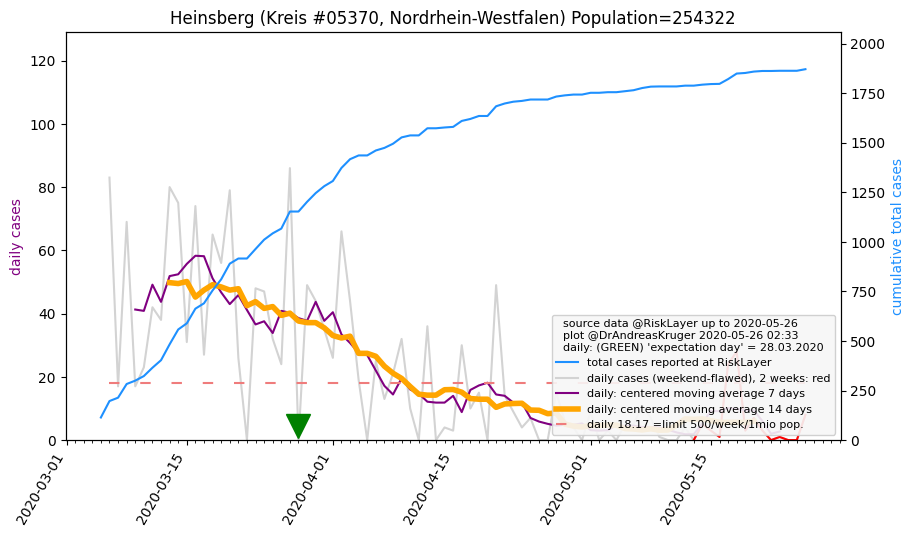 Heinsberg (Kreis #05370, Nordrhein-Westfalen) Population=254322
daily cases
120
100
80
60
40
20
0
cumulative total cases
2000
1750
1500
1250
1000
750
500
250
0
source data @RiskLayer up to 2020-05-26
plot @DrAndreasKruger 2020-05-26 02:33
daily: (GREEN) 'expectation day' = 28.03.2020
total cases reported at RiskLayer
daily cases (weekend-flawed), 2 weeks: red
daily: centered moving average 7 days
daily: centered moving average 14 days
daily 18.17 =limit 500/week/1mio pop.
2020-03-01
2020-03-15
2020-04-01
2020-04-15
2020-05-01
2020-05-15